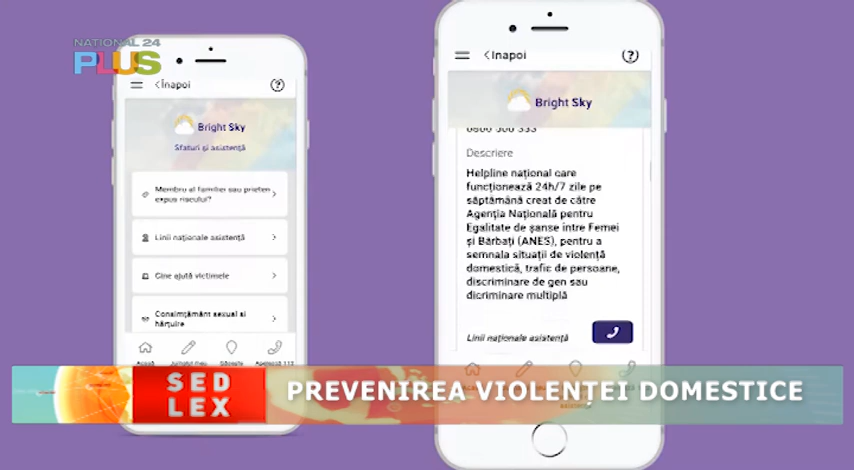 NATIONAL 24
PLUS
Înapoi
Bright Sky
Sfaturi și asistență
Membru al familiei sau prieten
expus riscului?
Linii naționale asistență
Cine ajută victimele
Consimțământ sexual si
hărțuire
Înapoi
Bright Sky
0800 500 333
Descriere
Helpline național care
funcționează 24h/7 zile pe
săptămână creat de către
Agenția Națională pentru
Egalitate de șanse între Femei
și Bărbați (ANES), pentru a
semnala situații de violență
domestică, trafic de persoane,
discriminare de gen sau
dicriminare multiplă
Linii naționale asistență
SED
LEX
PREVENIREA VIOLENȚEI DOMESTICE